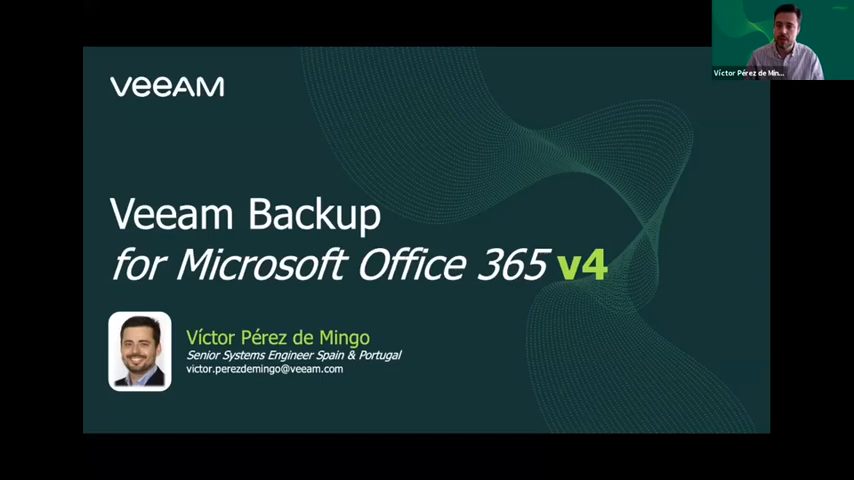 veeAM
Veeam Backup
for Microsoft Office 365 v4
Víctor Pérez de Mingo
Senior Systems Engineer Spain & Portugal
victor.perezdemingo@veeam.com
Víctor Pérez de Min...